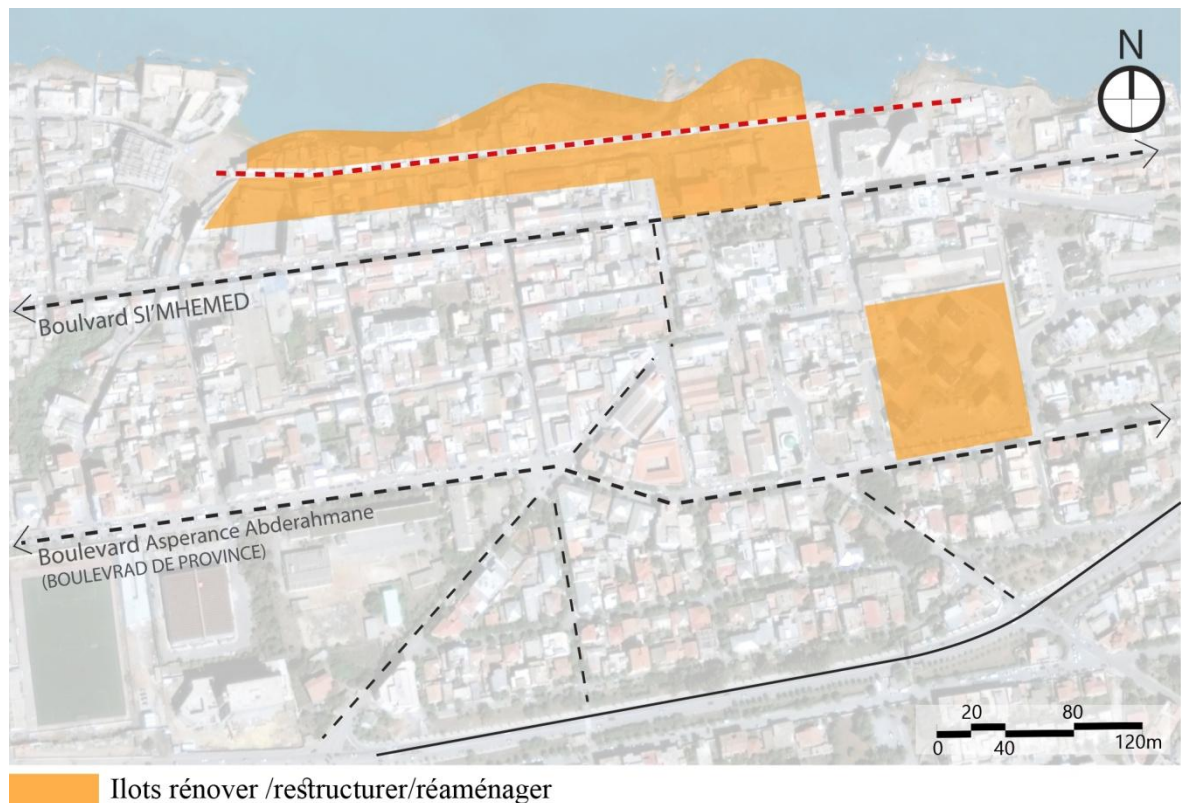 N
Boulvard SI'MHEMED
Boulevard Asperance Abderahmane
(BOULEVRAD DE PROVINCE)
20 80
0 40 120m
Ilots rénover /restructurer/réaménager